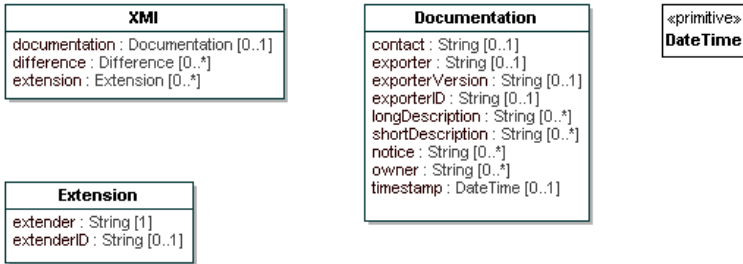 XMI
documentation : Documentation [0..1]
difference : Difference [0..*]
extension : Extension [0..*]
Documentation
contact : String [0..1]
exporter : String [0..1]
exporterVersion : String [0..1]
exporterID : String [0..1]
longDescription : String [0..*]
shortDescription : String [0..*]
notice : String [0..*]
owner : String [0..*]
timestamp : DateTime [0..1]
«primitive»
DateTime
Extension
extender : String [1]
extenderID : String [0..1]